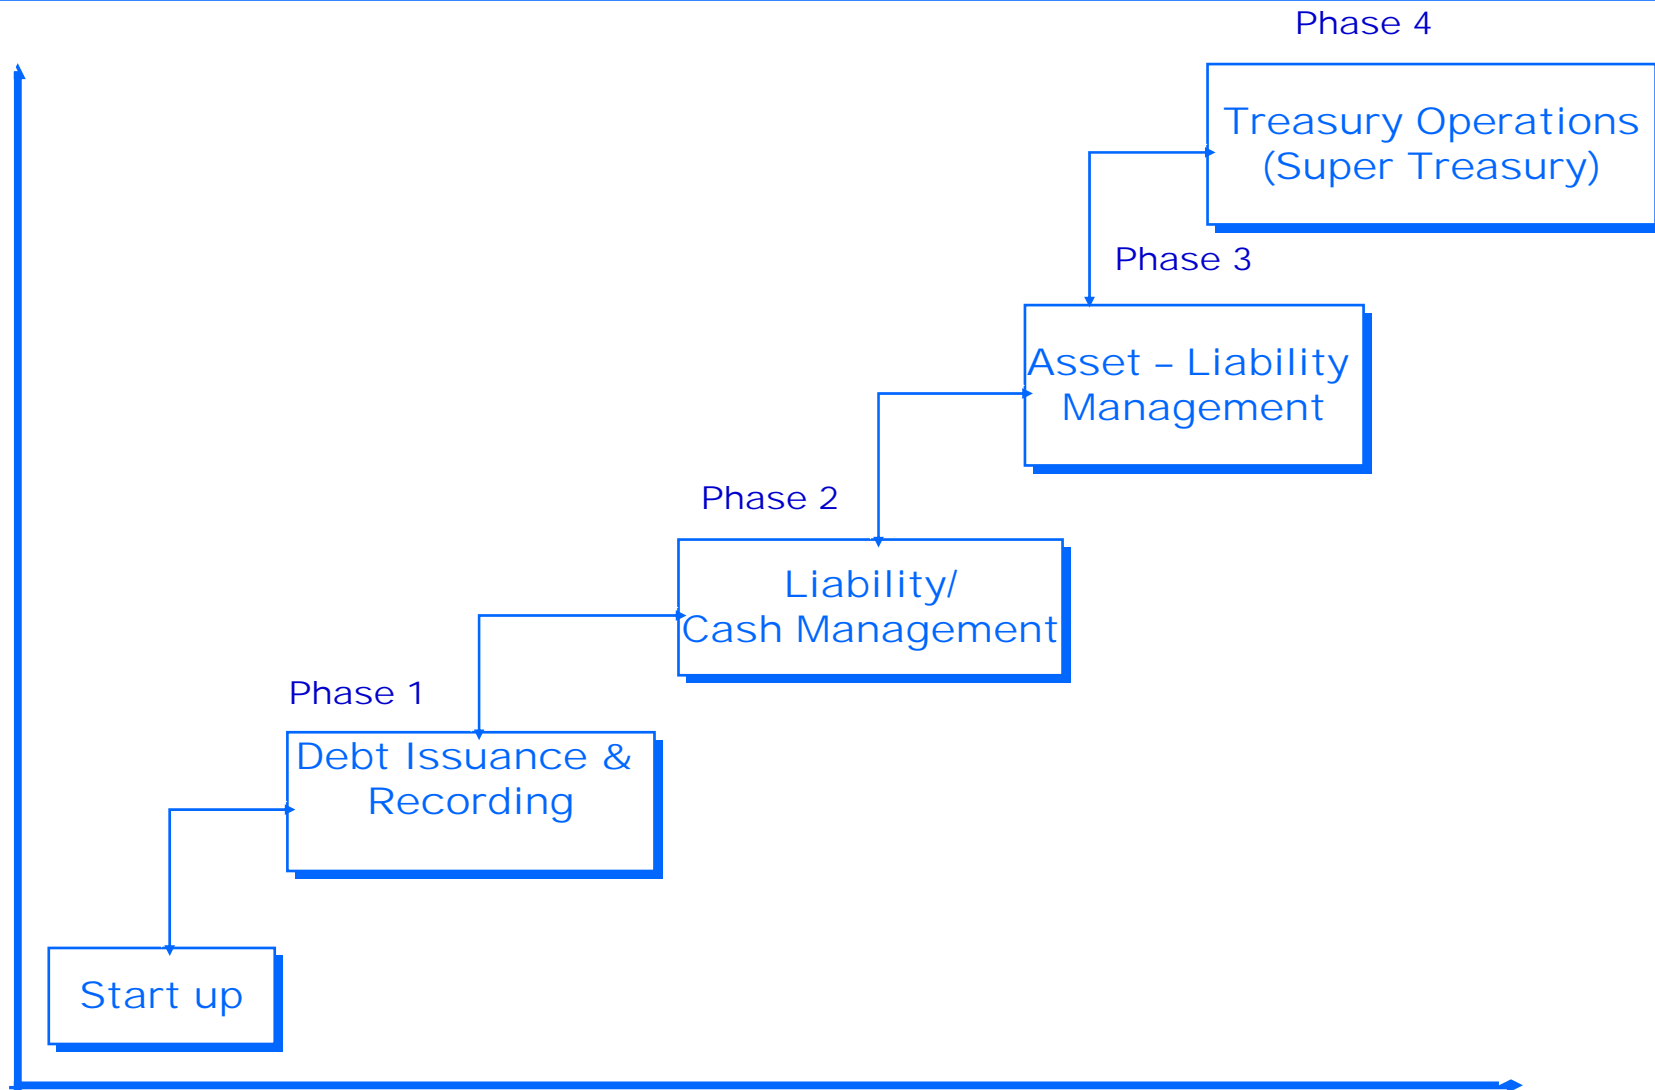 Phase 4
Treasury Operations
(Super Treasury)
Phase 3
Asset – Liability
Management
Phase 2
Liability/
Cash Management
Phase 1
Debt Issuance &
Recording
Start up